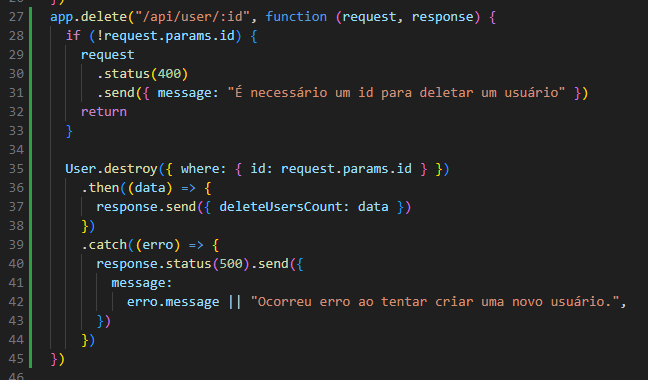 27 app.delete("/api/user/:id", function (request, response) {
28 if (!request.params.id) {
29 request
30 .status(400)
31 .send({ message: "É necessário um id para deletar um usuário" })
32 return
33 }
34
35 User.destroy({ where: { id: request.params.id } })
36 .then((data) => {
37 response.send({ deleteUsersCount: data })
38 })
39 .catch((erro) => {
40 response.status(500).send({
41 message:
42 erro.message || "Ocorreu erro ao tentar criar uma novo usuário.",
43 })
44 })
45 })